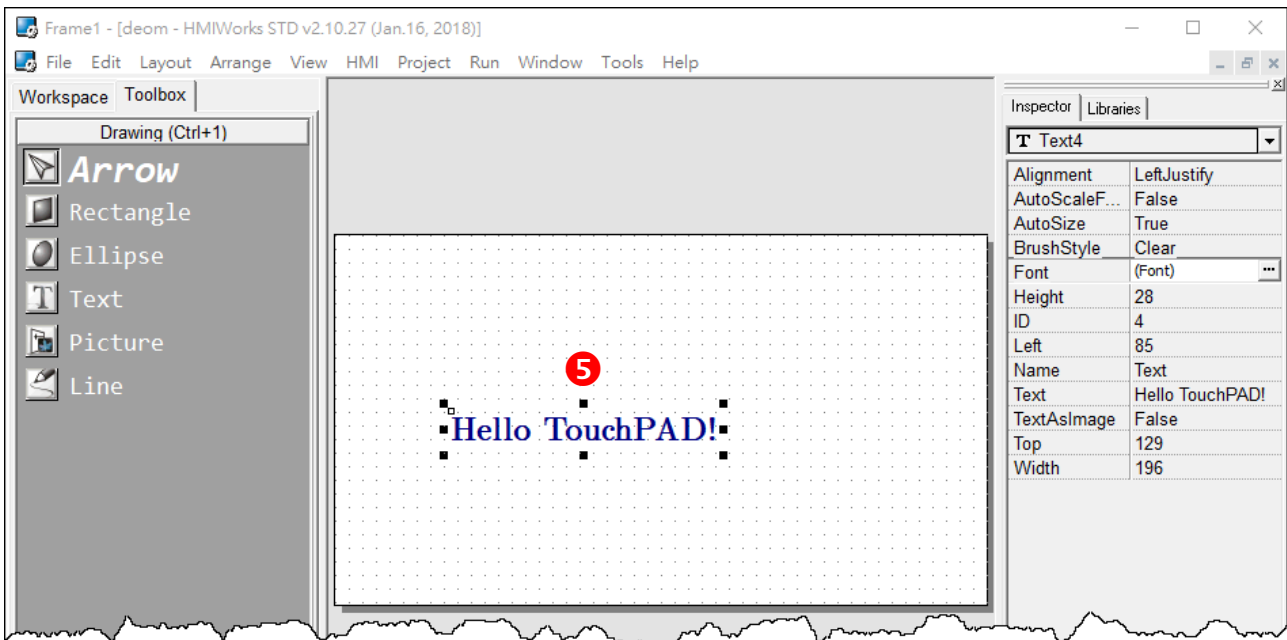 Frame1 - [deom - HMIWorks STD v2.10.27 (Jan.16, 2018)]
File Edit Layout Arrange View HMI Project Run Window Tools Help
Workspace Toolbox
Drawing (Ctrl+1)
Arrow
Rectangle
Ellipse
Text
Picture
Line
5
Hello TouchPAD!
Inspector Libraries
T Text4
Alignment LeftJustify
AutoScaleF... False
AutoSize True
BrushStyle Clear
Font (Font) ...
Height 28
ID 4
Left 85
Name Text
Text Hello TouchPAD!
TextAsImage False
Top 129
Width 196